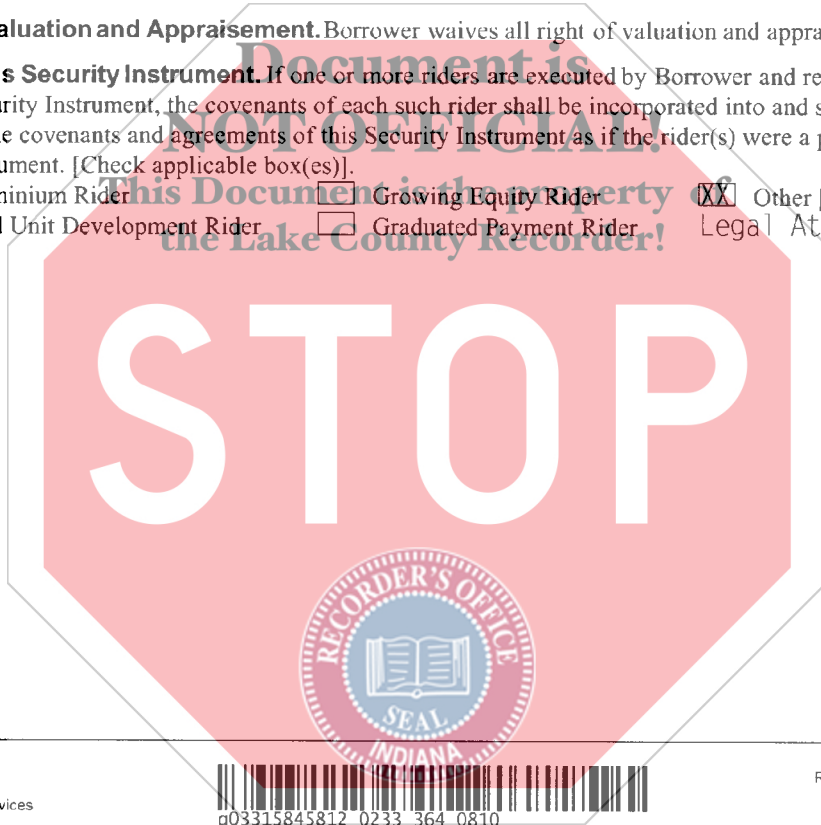 aluation and Appraisement. Borrower waives all right of valuation and appra
Document is
s Security Instrument. If one or more riders are executed by Borrower and re
urity Instrument, the covenants of each such rider shall be incorporated into and s
NOT OFFICIAL!
e covenants and agreements of this Security Instrument as if the rider(s) were a p
ument. [Check applicable box(es)].
This Document is the property of
minium Rider Growing Equity Rider XX Other [
the Lake County Recorder!
l Unit Development Rider Graduated Payment Rider Legal At
STOP
RECORDER'S OFFICE
SEAL
INDIANA
R
vices
g03315845812 0233 364 0810